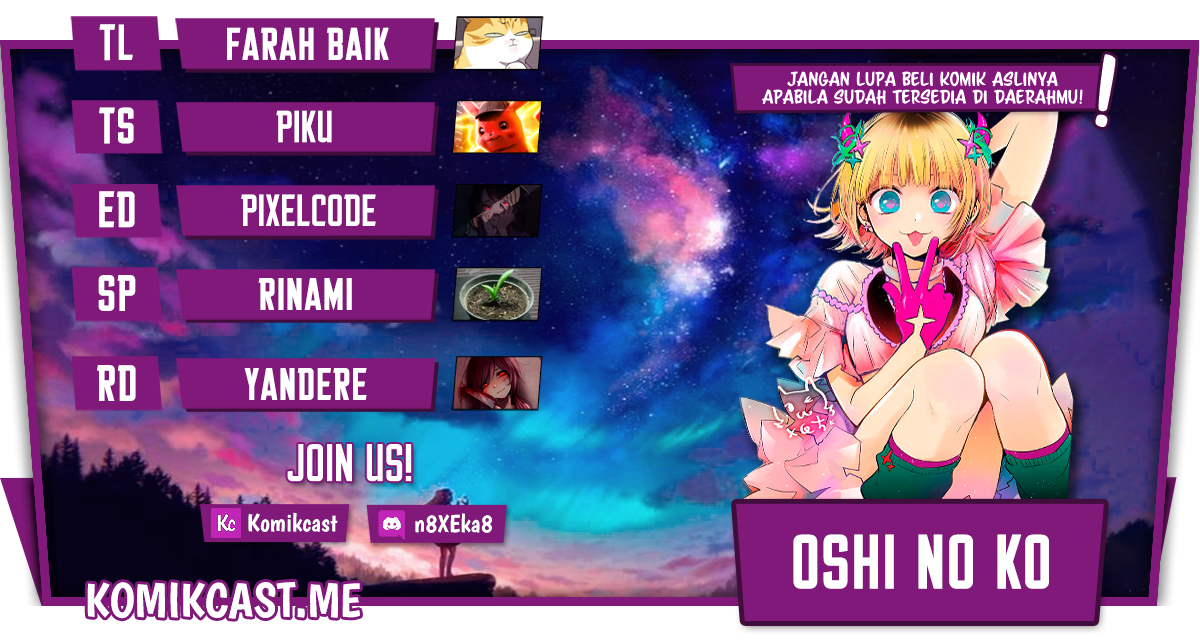 TL FARAH BAIK
TS PIKU
ED PIXELCODE
SP RINAMI
RD YANDERE
JOIN US!
Kc Komikcast n8XEka8
KOMIKCAST.ME
JANGAN LUPA BELI KOMIK ASLINYA
APABILA SUDAH TERSEDIA DI DAERAHMU!
OSHI NO KO